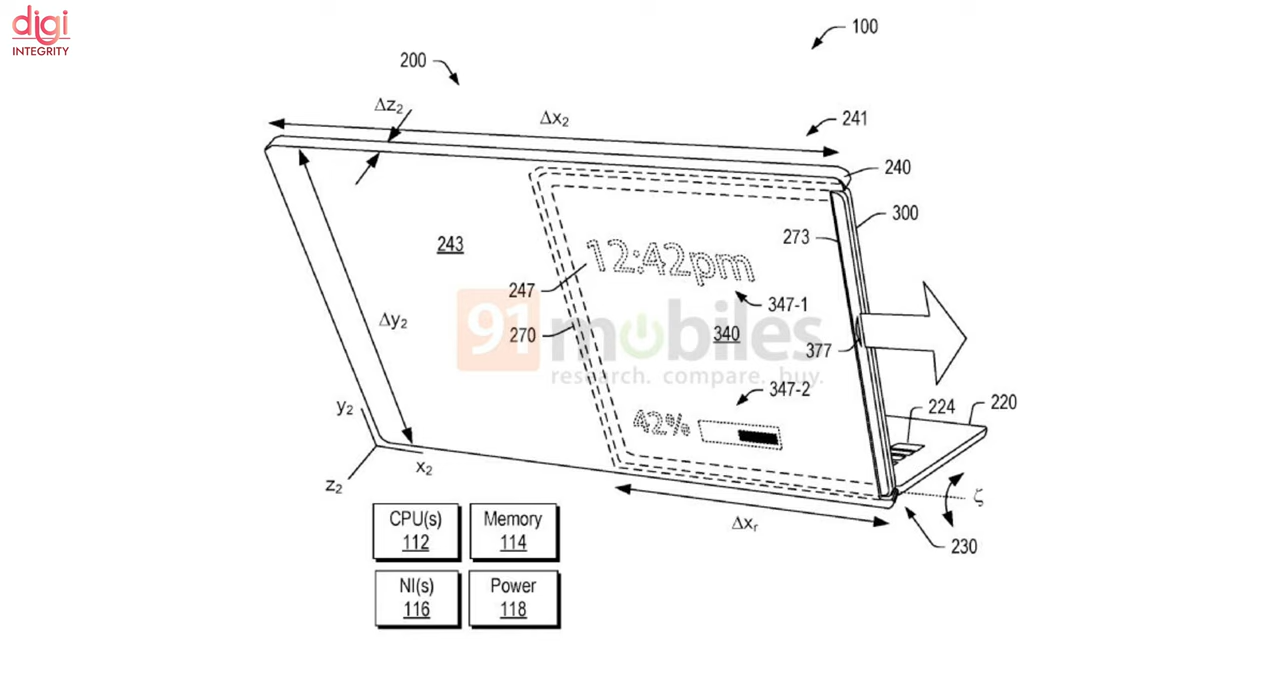 digi
INTEGRITY
100
200
Δz2
Δx2
241
240
300
273
243
12:42pm
247
347-1
270
Δy2
340
377
91mobiles
research. compare. buy.
347-2
42%
224
220
y2
x2
z2
ζ
Δxr
230
CPU(s)
112
Memory
114
NI(s)
116
Power
118